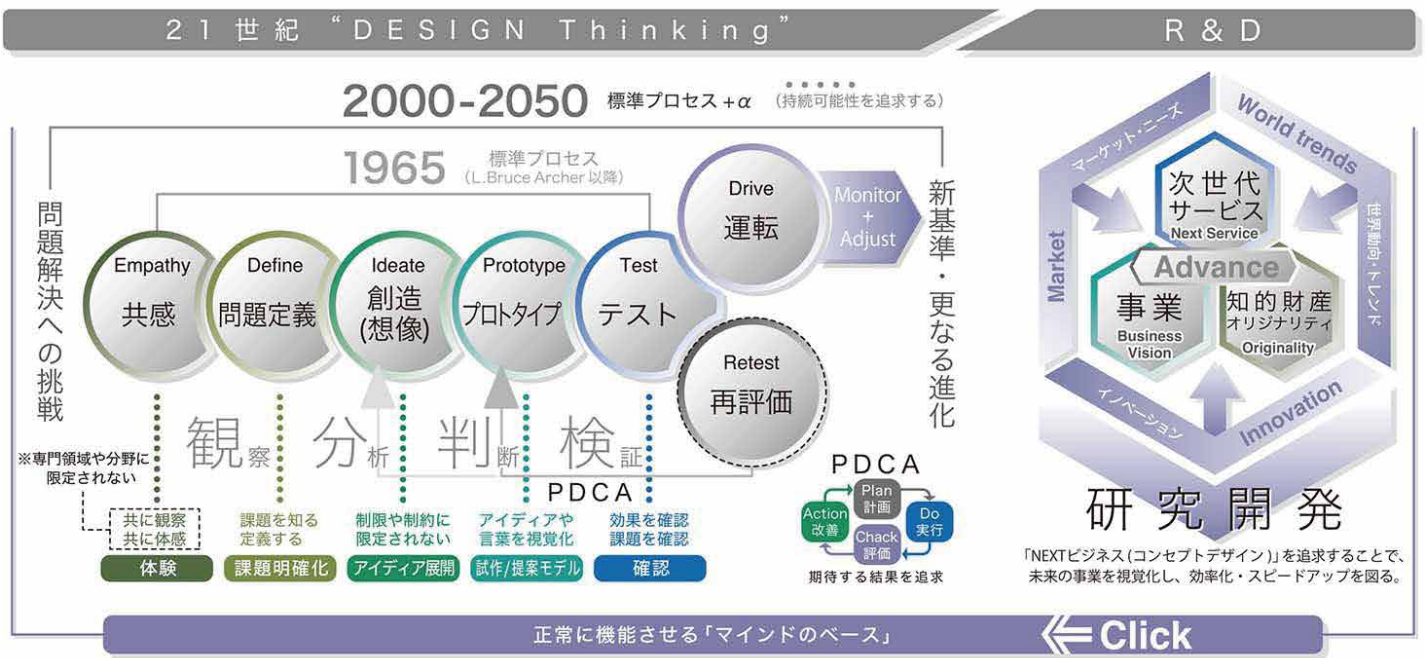 21世紀 “DESIGN Thinking”
R&D
2000-2050 標準プロセス+α (持続可能性を追求する)
1965 標準プロセス
(L.Bruce Archer以降)
問題解決への挑戦
Empathy
共感
Define
問題定義
Ideate
創造
(想像)
Prototype
プロトタイプ
Test
テスト
Drive
運転
Monitor
+
Adjust
Retest
再評価
新基準・更なる進化
観察 分析 判断 検証
PDCA
※専門領域や分野に
限定されない
共に観察
共に体感
体験
課題を知る
定義する
課題明確化
制限や制約に
限定されない
アイディア展開
アイディアや
言葉を視覚化
試作/提案モデル
効果を確認
課題を確認
確認
PDCA
Plan
計画
Do
実行
Chack
評価
Action
改善
期待する結果を追求
マーケット・ニーズ
World trends
Market
世界動向・トレンド
次世代
サービス
Next Service
Advance
事業
Business
Vision
知的財産
オリジナリティ
Originality
イノベーション
Innovation
研究開発
「NEXTビジネス(コンセプトデザイン)」を追求することで、
未来の事業を視覚化し、効率化・スピードアップを図る。
正常に機能させる「マインドのベース」
Click